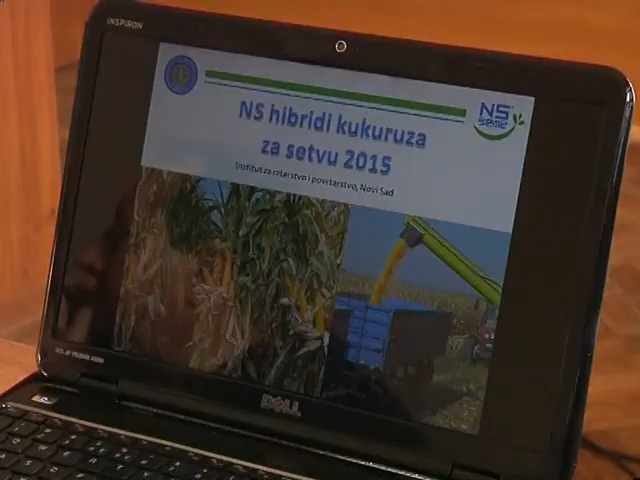 INSPIRON
NS
seme
NS hibridi kukuruza
za setvu 2015
Institut za ratarstvo i povrtarstvo, Novi Sad
DELL